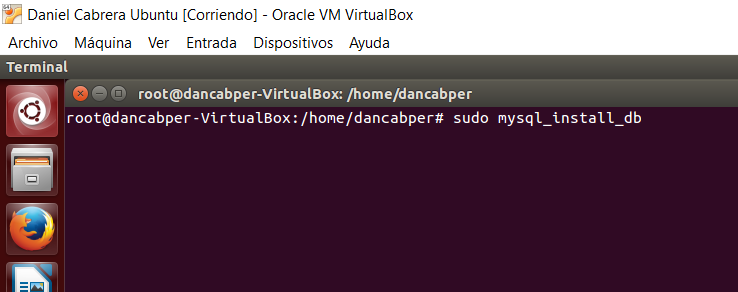 Daniel Cabrera Ubuntu [Corriendo] - Oracle VM VirtualBox
Archivo Máquina Ver Entrada Dispositivos Ayuda
Terminal
root@dancabper-VirtualBox: /home/dancabper
root@dancabper-VirtualBox:/home/dancabper# sudo mysql_install_db